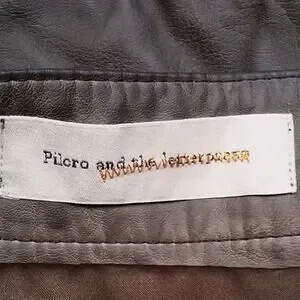 Pilcro and the letterpress